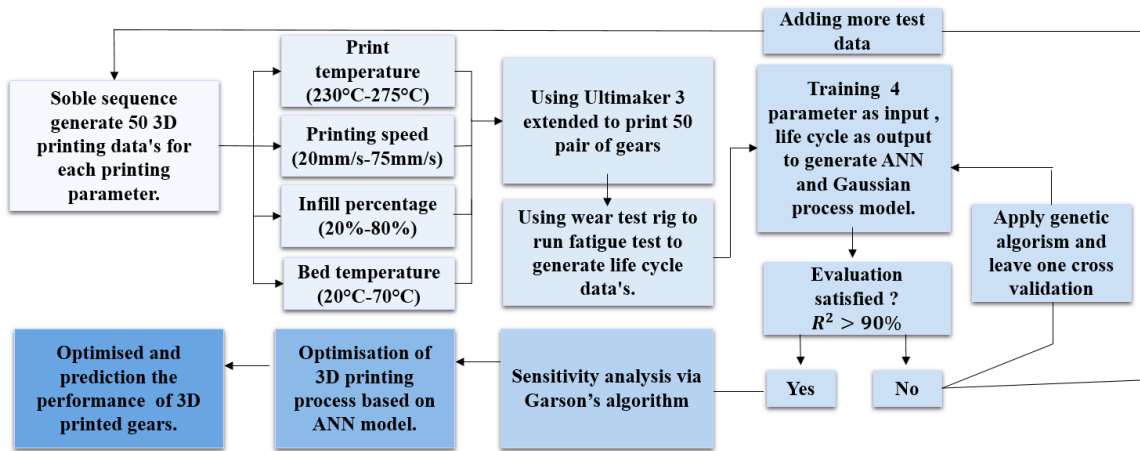 Adding more test
data
Soble sequence
generate 50 3D
printing data's for
each printing
parameter.
Print
temperature
(230°C-275°C)
Printing speed
(20mm/s-75mm/s)
Infill percentage
(20%-80%)
Bed temperature
(20°C-70°C)
Using Ultimaker 3
extended to print 50
pair of gears
Using wear test rig to
run fatigue test to
generate life cycle
data's.
Training 4
parameter as input ,
life cycle as output
to generate ANN
and Gaussian
process model.
Apply genetic
algorism and
leave one cross
validation
Evaluation
satisfied ?
R² > 90%
Yes
No
Sensitivity analysis via
Garson's algorithm
Optimisation of
3D printing
process based on
ANN model.
Optimised and
prediction the
performance of 3D
printed gears.